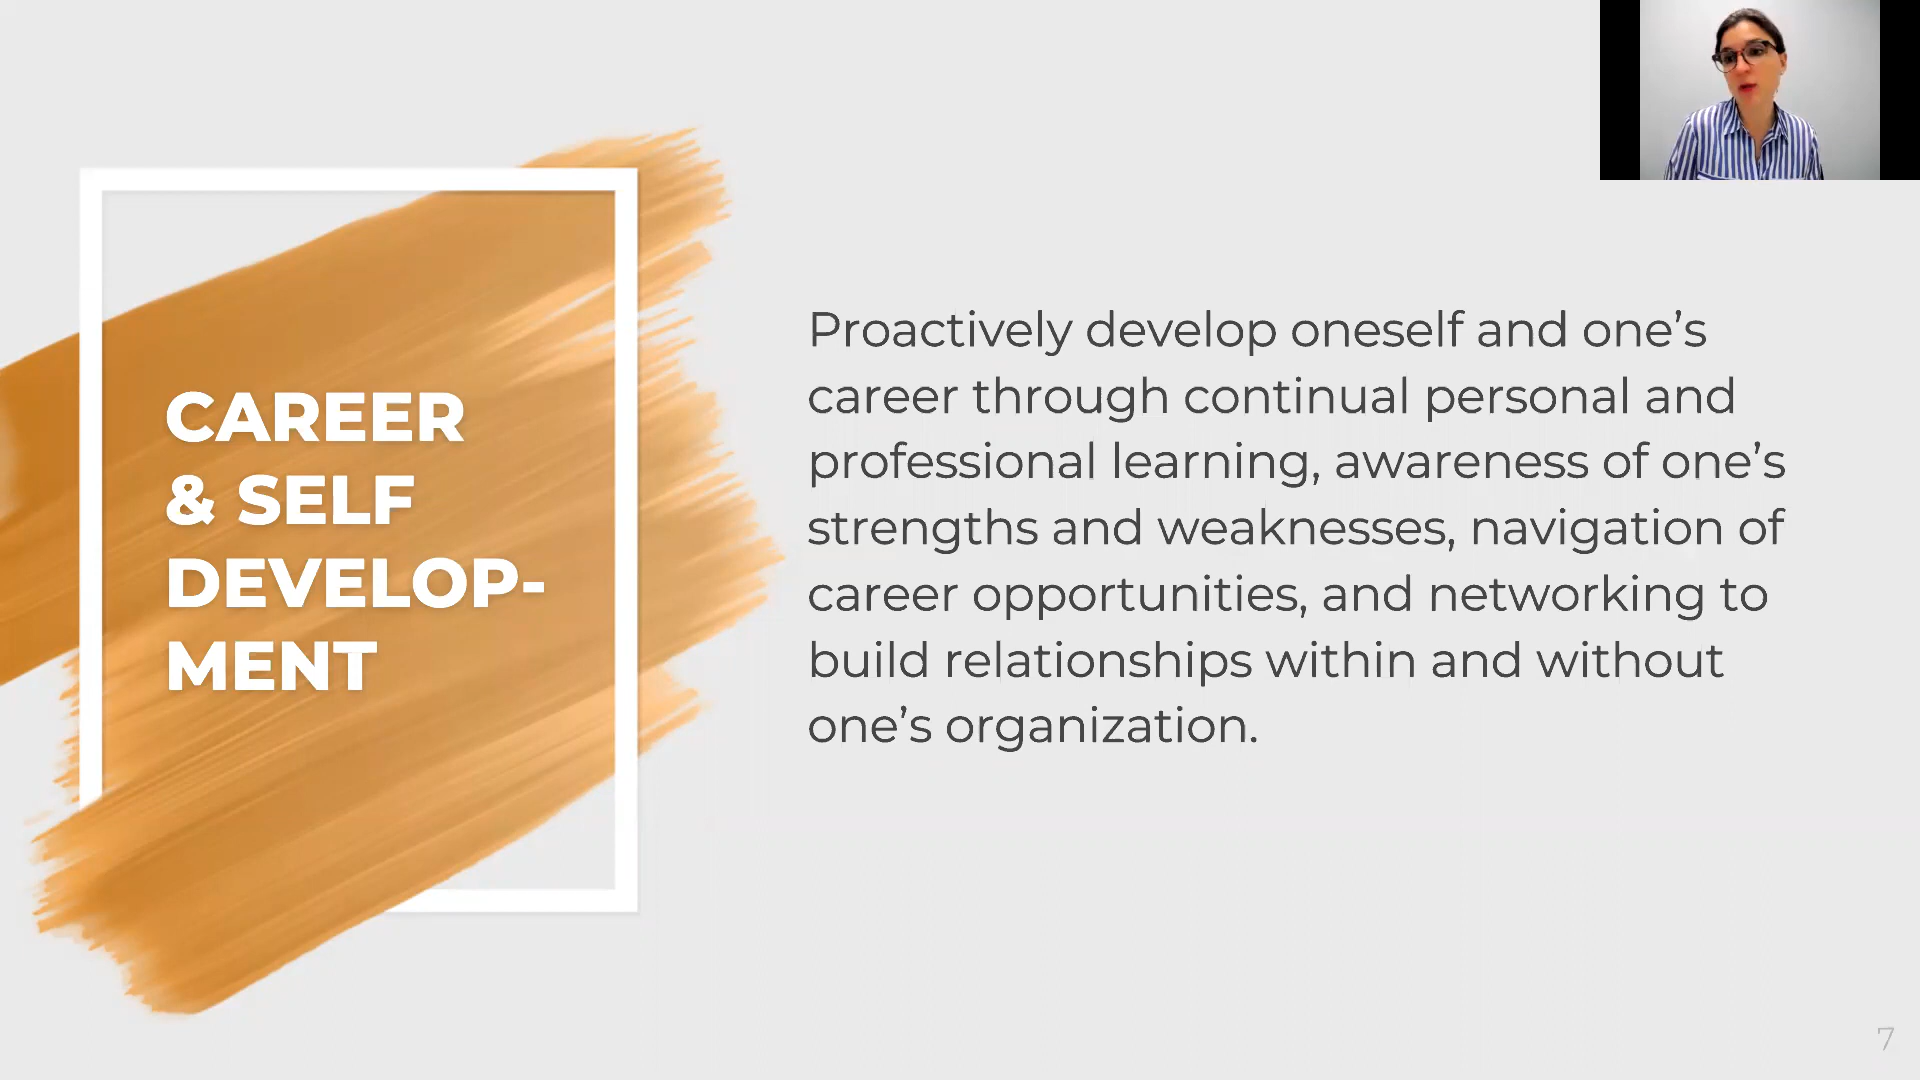 CAREER
& SELF
DEVELOP-
MENT
Proactively develop oneself and one’s
career through continual personal and
professional learning, awareness of one’s
strengths and weaknesses, navigation of
career opportunities, and networking to
build relationships within and without
one’s organization.
7